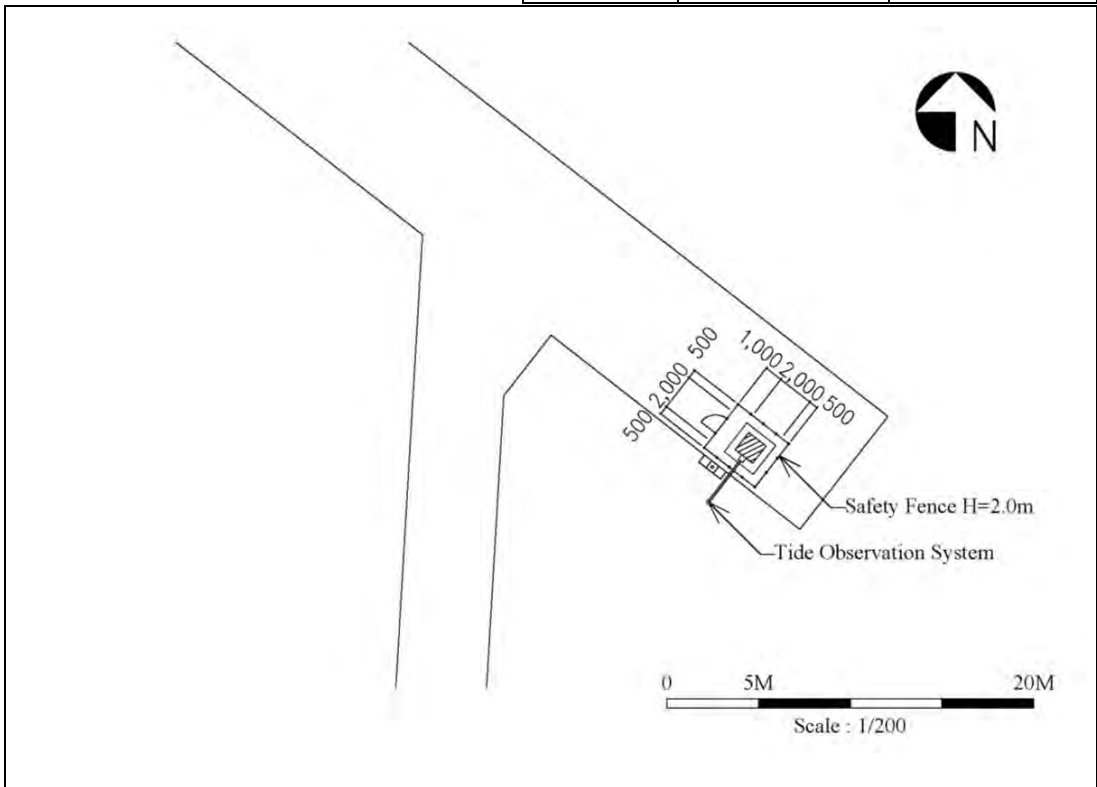 N
1,000 2,000 500
500 2,000 500
Safety Fence H=2.0m
Tide Observation System
0 5M 20M
Scale : 1/200